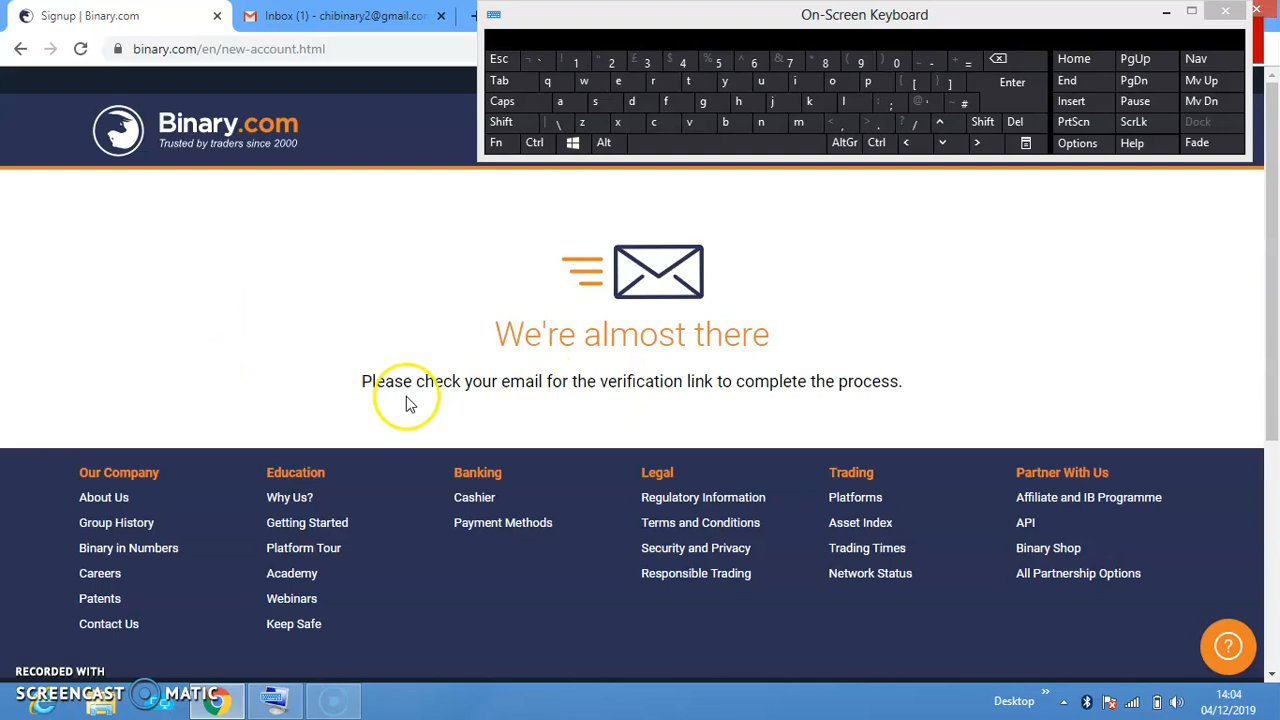 Signup | Binary.com
Inbox (1) - chibinary2@gmail.con
On-Screen Keyboard
binary.com/en/new-account.html
Esc ¬ ` ! 1 " 2 £ 3 $ 4 % 5 ^ 6 & 7 * 8 ( 9 ) 0 _ - + = Home PgUp Nav
Tab q w e r t y u i o p { [ } ] Enter End PgDn Mv Up
Caps a s d f g h j k l : ; @ ' ~ # Insert Pause Mv Dn
Shift | \ z x c v b n m < , > . ? / ^ Shift Del PrtScn ScrLk Dock
Fn Ctrl Alt AltGr Ctrl Options Help Fade
Binary.com
Trusted by traders since 2000
We're almost there
Please check your email for the verification link to complete the process.
Our Company Education Banking Legal Trading Partner With Us
About Us Why Us? Cashier Regulatory Information Platforms Affiliate and IB Programme
Group History Getting Started Payment Methods Terms and Conditions Asset Index API
Binary in Numbers Platform Tour Security and Privacy Trading Times Binary Shop
Careers Academy Responsible Trading Network Status All Partnership Options
Patents Webinars
Contact Us Keep Safe
?
RECORDED WITH
SCREENCAST MATIC
Desktop
14:04
04/12/2019